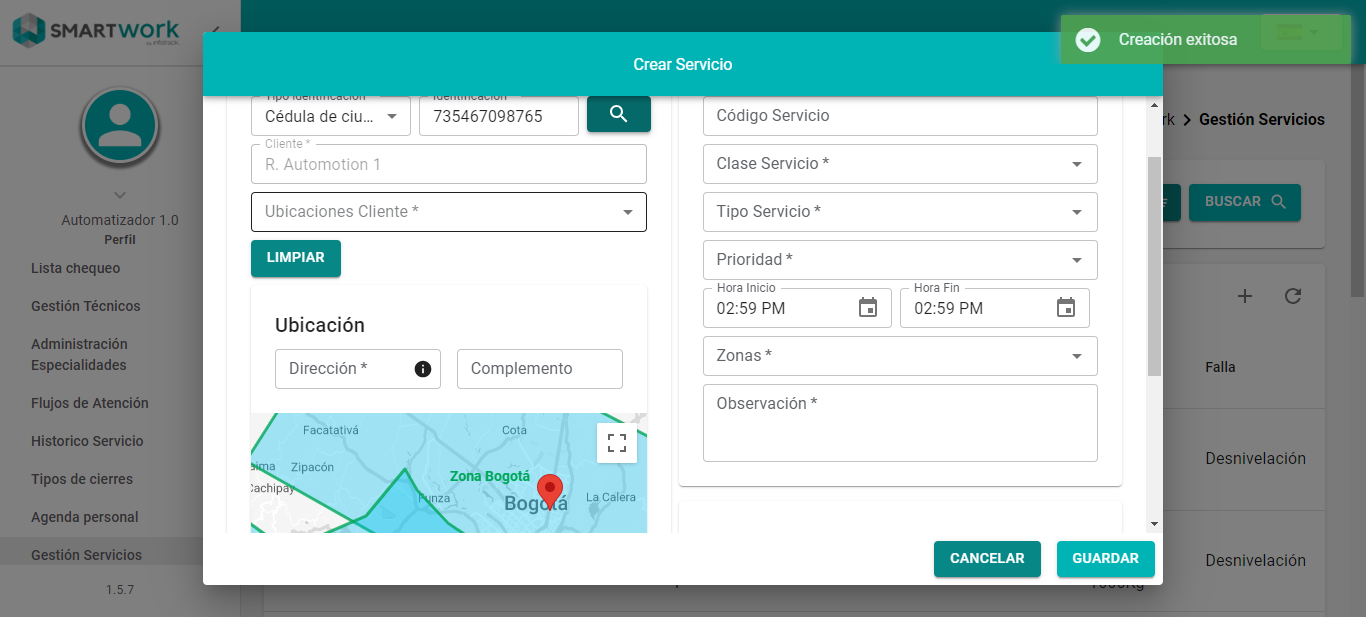 SMARTWORK
by infotrack
Creación exitosa
Crear Servicio
Gestión Servicios
Automatizador 1.0
Perfil
Lista chequeo
Gestión Técnicos
Administración
Especialidades
Flujos de Atención
Historico Servicio
Tipos de cierres
Agenda personal
Gestión Servicios
1.5.7
Tipo Identificación
Cédula de ciu...
Identificación
735467098765
Cliente *
R. Automotion 1
Ubicaciones Cliente *
LIMPIAR
Ubicación
Dirección *
Complemento
Facatativá
Cota
Zipacón
Cachipay
Zona Bogotá
Funza
Bogotá
La Calera
Código Servicio
Clase Servicio *
Tipo Servicio *
Prioridad *
Hora Inicio
02:59 PM
Hora Fin
02:59 PM
Zonas *
Observación *
CANCELAR
GUARDAR
BUSCAR
Falla
Desnivelación
Desnivelación